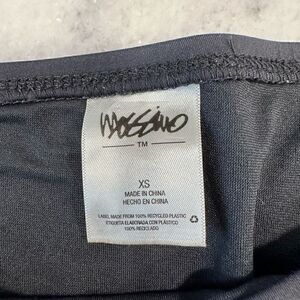 Mossimo
TM
XS
MADE IN CHINA
HECHO EN CHINA
LABEL MADE FROM 100% RECYCLED PLASTIC
ETIQUETA ELABORADA CON PLÁSTICO
100% RECICLADO